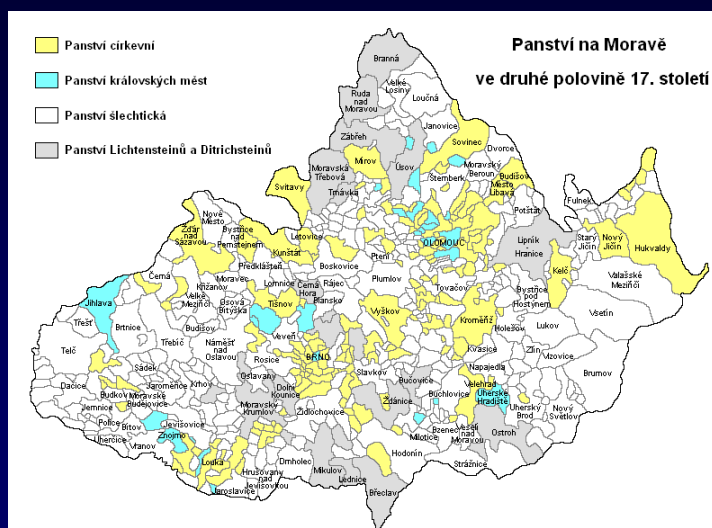 Panství církevní
Panství královských měst
Panství šlechtická
Panství Lichtensteinů a Ditrichsteinů
Panství na Moravě
ve druhé polovině 17. století
Branná
Velké
Losiny
Loučná
Ruda
nad
Moravou
Zábřeh
Janovice
Sovinec
Mírov
Úsov
Dvorce
Moravská
Třebová
Trnávka
Šternberk
Moravský
Beroun
Budišov
Město
Libavá
Svitavy
Potštát
Fulnek
Nové
Město
Žďár
nad
Sázavou
Bystřice
nad
Pernštejnem
Letovice
Kunštát
OLOMOUC
Lipník
Hranice
Starý
Jičín
Nový
Jičín
Hukvaldy
Kelč
Ptení
Předklášteří
Boskovice
Černá
Moravec
Lomnice
Černá
Hora
Rájec
Plumlov
Tovačov
Valašské
Meziříčí
Bystřice
pod
Hostýnem
Jihlava
Křižanov
Velké
Meziříčí
Osová
Bitýška
Tišnov
Blansko
Vyškov
Vsetín
Třešť
Brtnice
Budišov
Kroměříž
Holešov
Lukov
Telč
Třebíč
Náměšť
nad
Oslavou
Veveří
BRNO
Rosice
Slavkov
Kvasice
Zlín
Vizovice
Sádek
Oslavany
Napajedla
Brumov
Dačice
Budkov
Jaroměřice
Krhov
Dolní
Kounice
Bučovice
Buchlovice
Velehrad
Uherské
Hradiště
Jemnice
Moravské
Budějovice
Moravský
Krumlov
Židlochovice
Ždánice
Uherský
Brod
Nový
Světlov
Police
Bítov
Jevišovice
Uherčice
Vranov
Znojmo
Bzenec
Veselí
nad
Moravou
Milotice
Ostroh
Louka
Drnholec
Hodonín
Strážnice
Hrušovany
nad
Jevišovkou
Mikulov
Lednice
Jaroslavice
Břeclav